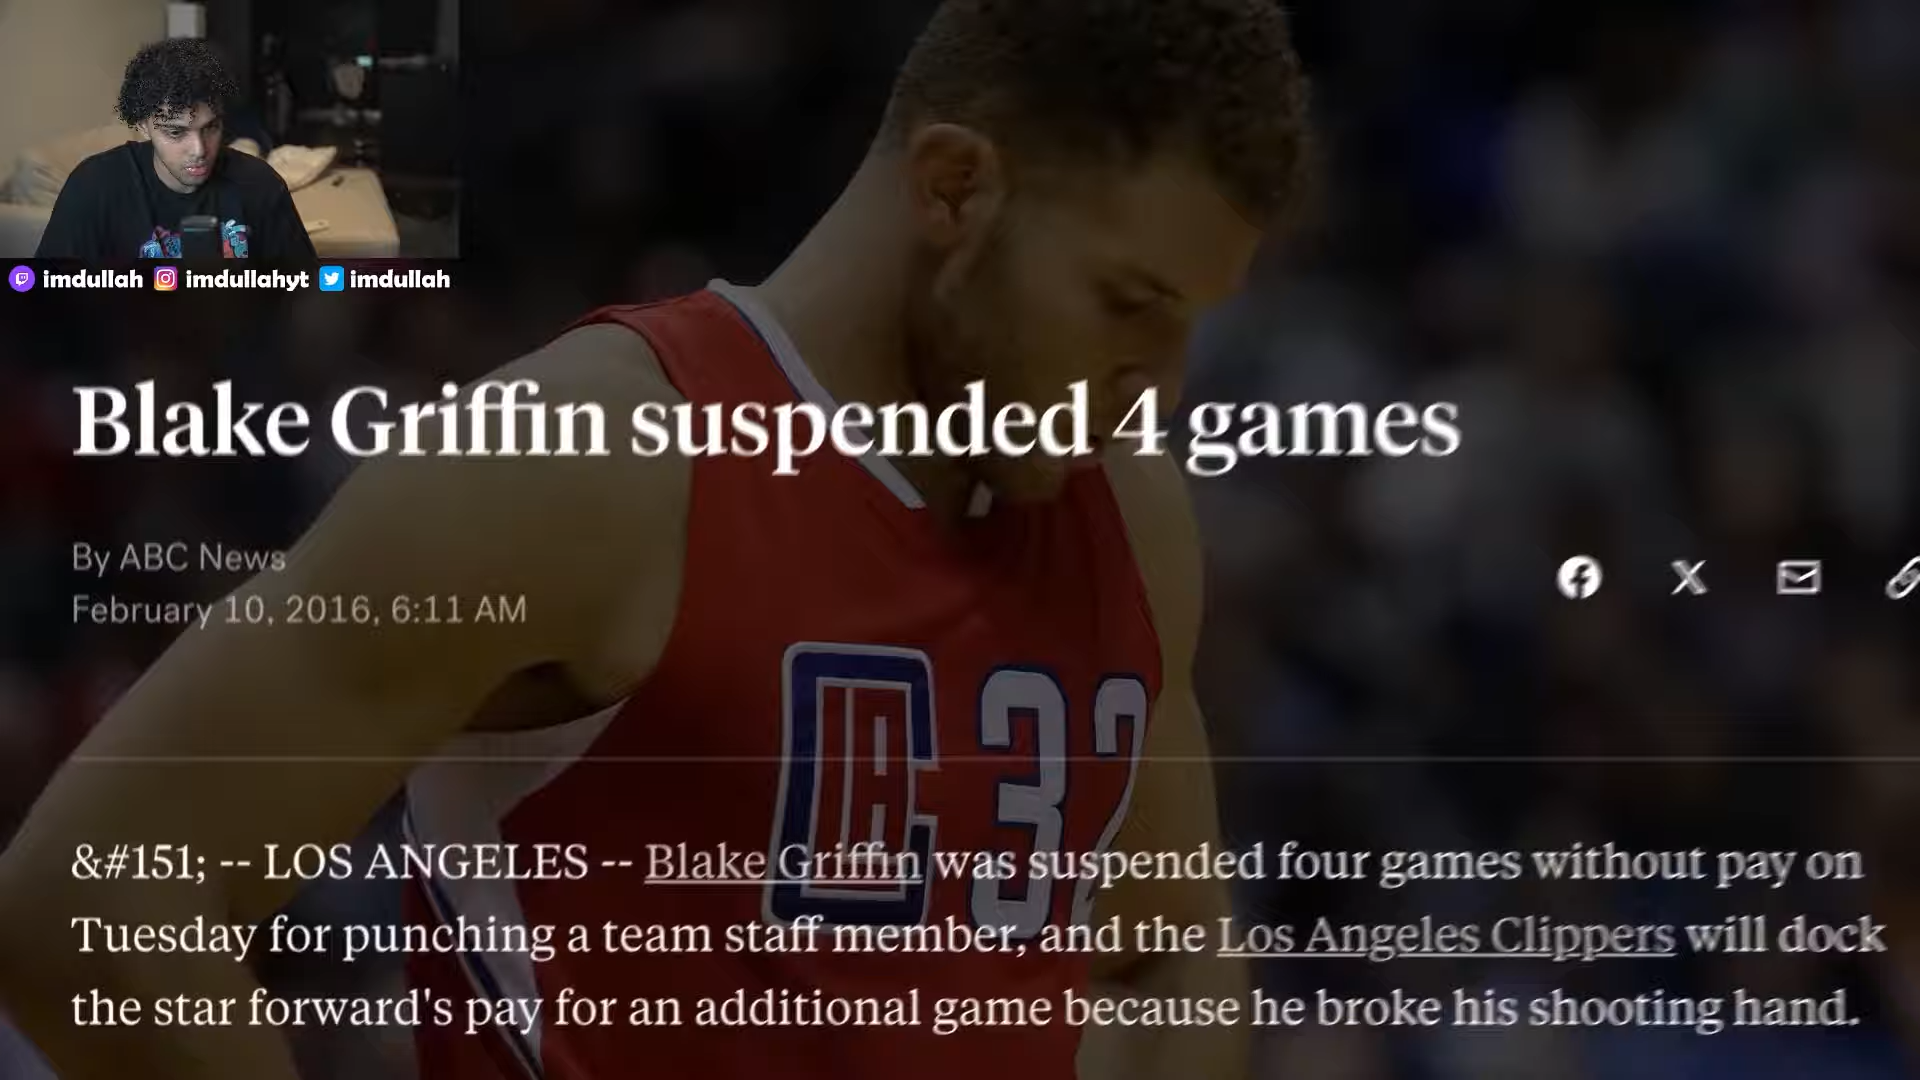 imdullah imdullahyt imdullah
Blake Griffin suspended 4 games
By ABC News
February 10, 2016, 6:11 AM
32
&#151; -- LOS ANGELES -- Blake Griffin was suspended four games without pay on
Tuesday for punching a team staff member, and the Los Angeles Clippers will dock
the star forward's pay for an additional game because he broke his shooting hand.